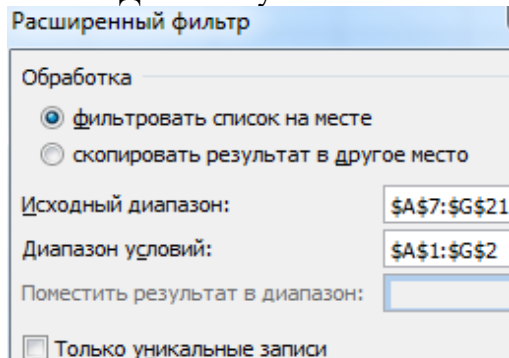 Расширенный фильтр
Обработка
фильтровать список на месте
скопировать результат в другое место
Исходный диапазон: $A$7:$G$21
Диапазон условий: $A$1:$G$2
Поместить результат в диапазон:
Только уникальные записи